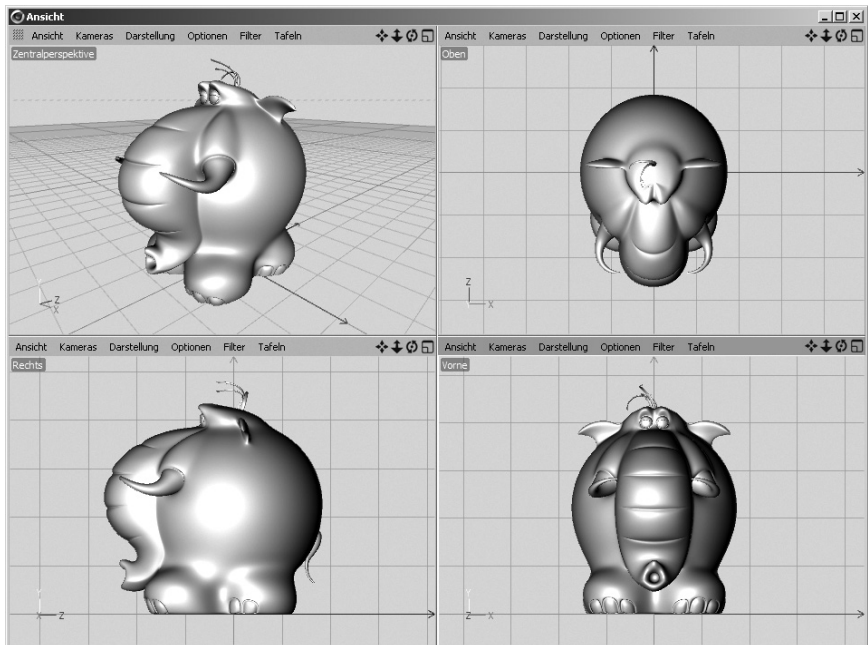 Ansicht
Ansicht Kameras Darstellung Optionen Filter Tafeln
Zentralperspektive
Y
Z
X
Ansicht Kameras Darstellung Optionen Filter Tafeln
Oben
Z
X
Ansicht Kameras Darstellung Optionen Filter Tafeln
Rechts
Y
X Z
Ansicht Kameras Darstellung Optionen Filter Tafeln
Vorne
Y
Z X